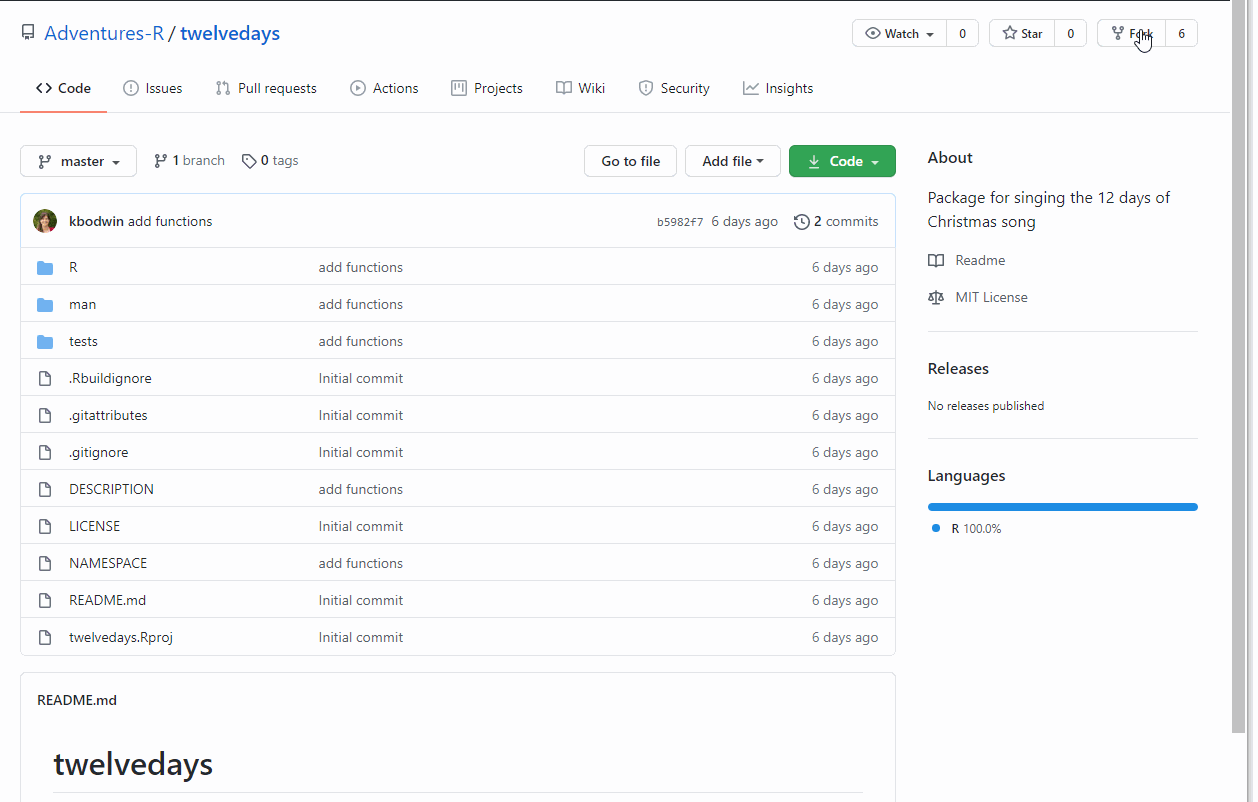 Adventures-R / twelvedays
Watch 0 Star 0 Fork 6
Code Issues Pull requests Actions Projects Wiki Security Insights
master 1 branch 0 tags Go to file Add file Code
kbodwin add functions b5982f7 6 days ago 2 commits
R add functions 6 days ago
man add functions 6 days ago
tests add functions 6 days ago
.Rbuildignore Initial commit 6 days ago
.gitattributes Initial commit 6 days ago
.gitignore Initial commit 6 days ago
DESCRIPTION add functions 6 days ago
LICENSE Initial commit 6 days ago
NAMESPACE add functions 6 days ago
README.md Initial commit 6 days ago
twelvedays.Rproj Initial commit 6 days ago
README.md
twelvedays
About
Package for singing the 12 days of
Christmas song
Readme
MIT License
Releases
No releases published
Languages
R 100.0%